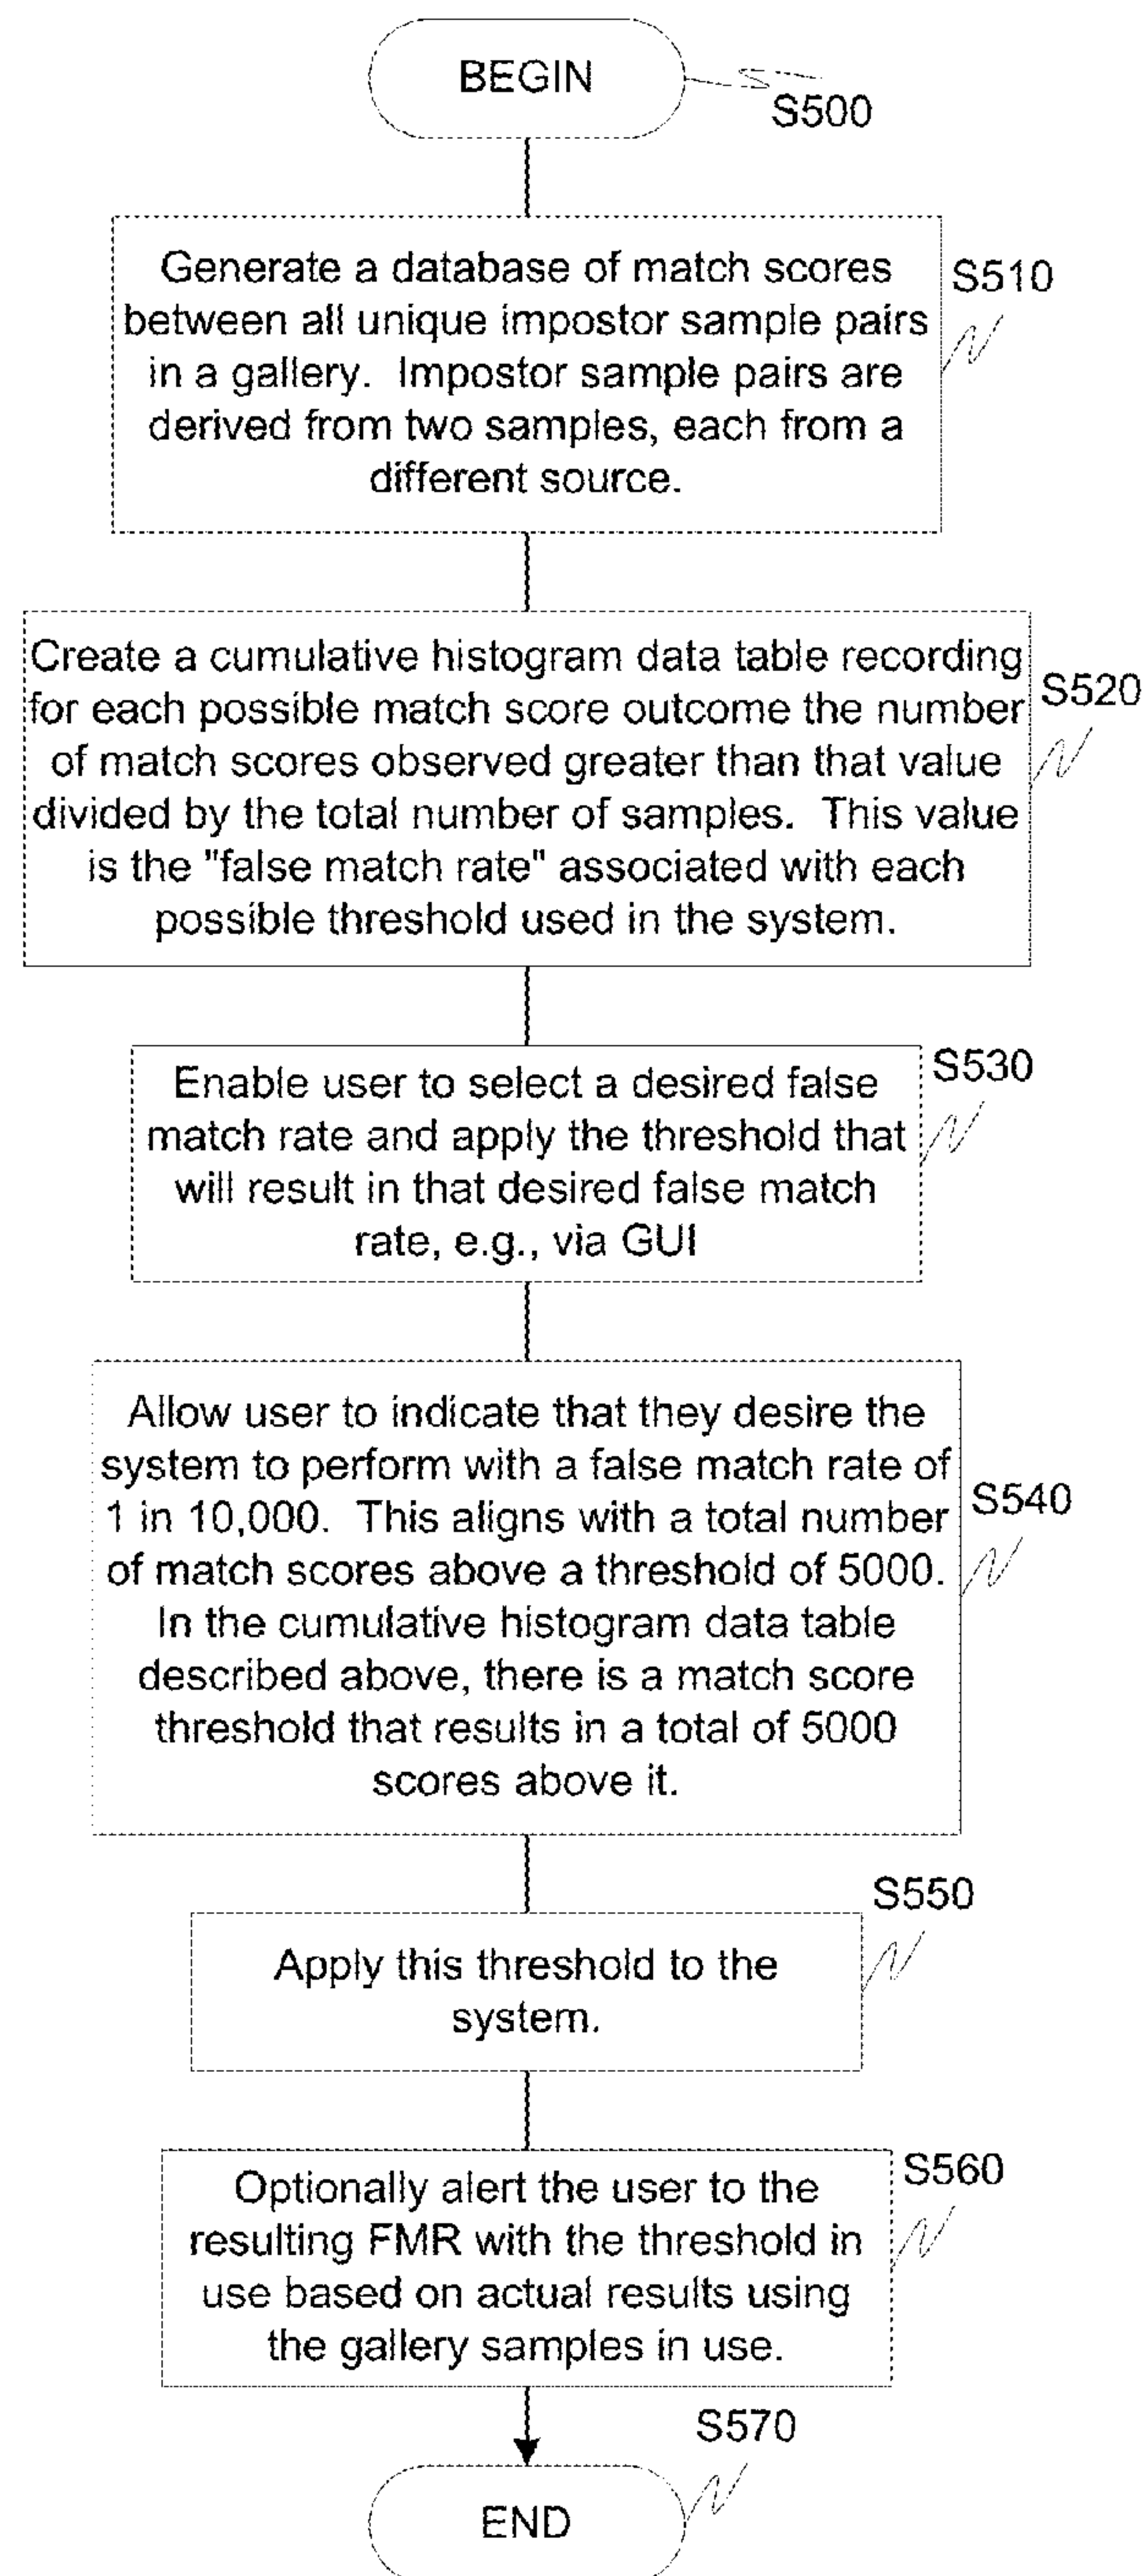 BEGIN
S500
Generate a database of match scores
between all unique impostor sample pairs
in a gallery. Impostor sample pairs are
derived from two samples, each from a
different source.
S510
Create a cumulative histogram data table recording
for each possible match score outcome the number
of match scores observed greater than that value
divided by the total number of samples. This value
is the "false match rate" associated with each
possible threshold used in the system.
S520
Enable user to select a desired false
match rate and apply the threshold that
will result in that desired false match
rate, e.g., via GUI
S530
Allow user to indicate that they desire the
system to perform with a false match rate of
1 in 10,000. This aligns with a total number
of match scores above a threshold of 5000.
In the cumulative histogram data table
described above, there is a match score
threshold that results in a total of 5000
scores above it.
S540
Apply this threshold to the
system.
S550
Optionally alert the user to the
resulting FMR with the threshold in
use based on actual results using
the gallery samples in use.
S560
S570
END